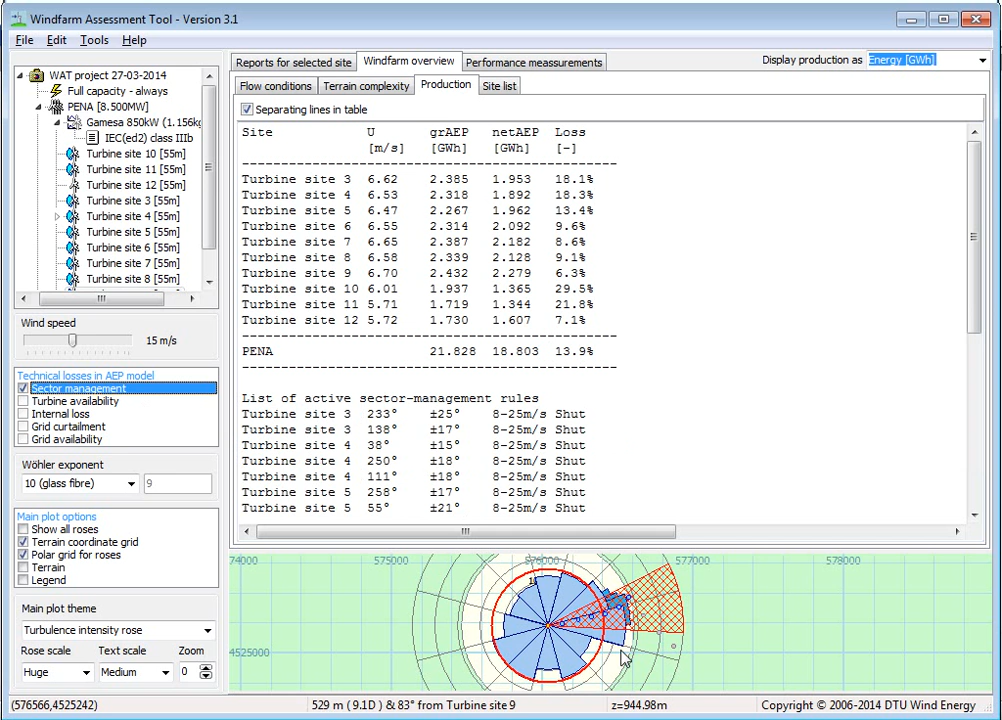 Windfarm Assessment Tool - Version 3.1
File Edit Tools Help
WAT project 27-03-2014
Full capacity - always
PENA [8.500MW]
Gamesa 850kW (1.156kg
IEC(ed2) class IIIb
Turbine site 10 [55m]
Turbine site 11 [55m]
Turbine site 12 [55m]
Turbine site 3 [55m]
Turbine site 4 [55m]
Turbine site 5 [55m]
Turbine site 6 [55m]
Turbine site 7 [55m]
Turbine site 8 [55m]
Wind speed
15 m/s
Technical losses in AEP model
Sector management
Turbine availability
Internal loss
Grid curtailment
Grid availability
Wöhler exponent
10 (glass fibre) 9
Main plot options
Show all roses
Terrain coordinate grid
Polar grid for roses
Terrain
Legend
Main plot theme
Turbulence intensity rose
Rose scale Text scale Zoom
Huge Medium 0
Reports for selected site Windfarm overview Performance measurements Display production as Energy [GWh]
Flow conditions Terrain complexity Production Site list
Separating lines in table
Site U grAEP netAEP Loss
[m/s] [GWh] [GWh] [-]
Turbine site 3 6.62 2.385 1.953 18.1%
Turbine site 4 6.53 2.318 1.892 18.3%
Turbine site 5 6.47 2.267 1.962 13.4%
Turbine site 6 6.55 2.314 2.092 9.6%
Turbine site 7 6.65 2.387 2.182 8.6%
Turbine site 8 6.58 2.339 2.128 9.1%
Turbine site 9 6.70 2.432 2.279 6.3%
Turbine site 10 6.01 1.937 1.365 29.5%
Turbine site 11 5.71 1.719 1.344 21.8%
Turbine site 12 5.72 1.730 1.607 7.1%
PENA 21.828 18.803 13.9%
List of active sector-management rules
Turbine site 3 233° ±25° 8-25m/s Shut
Turbine site 3 138° ±17° 8-25m/s Shut
Turbine site 4 38° ±15° 8-25m/s Shut
Turbine site 4 250° ±18° 8-25m/s Shut
Turbine site 4 111° ±18° 8-25m/s Shut
Turbine site 5 258° ±17° 8-25m/s Shut
Turbine site 5 55° ±21° 8-25m/s Shut
74000 575000 576000 577000 578000
4525000
(576566,4525242) 529 m (9.1D) & 83° from Turbine site 9 z=944.98m Copyright © 2006-2014 DTU Wind Energy